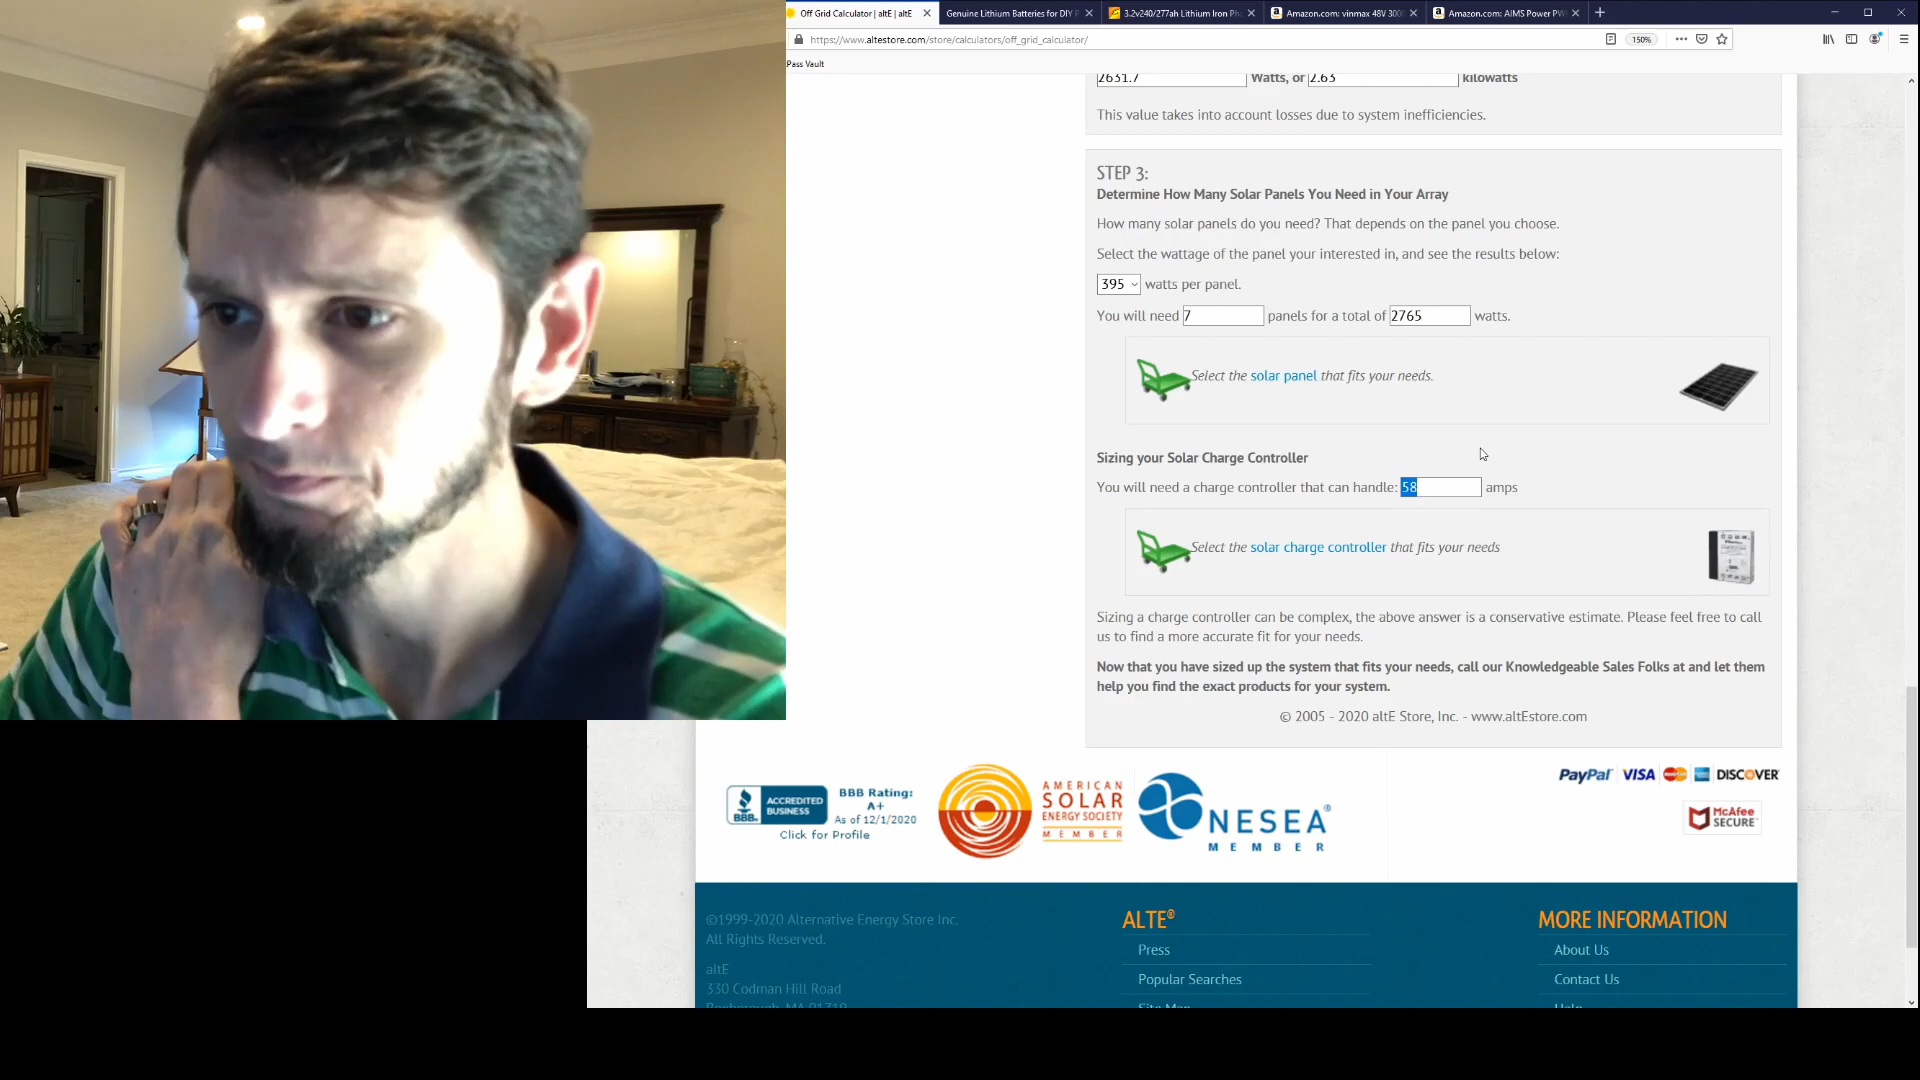 Off Grid Calculator | altE | altE
Genuine Lithium Batteries for DIY P
3.2v240/277ah Lithium Iron Ph
Amazon.com: vinmax 48V 300
Amazon.com: AIMS Power PW
https://www.altestore.com/store/calculators/off_grid_calculator/
150%
Pass Vault
2631.7 Watts, or 2.63 kilowatts
This value takes into account losses due to system inefficiencies.
STEP 3:
Determine How Many Solar Panels You Need in Your Array
How many solar panels do you need? That depends on the panel you choose.
Select the wattage of the panel your interested in, and see the results below:
395 watts per panel.
You will need 7 panels for a total of 2765 watts.
Select the solar panel that fits your needs.
Sizing your Solar Charge Controller
You will need a charge controller that can handle: 58 amps
Select the solar charge controller that fits your needs
Sizing a charge controller can be complex, the above answer is a conservative estimate. Please feel free to call
us to find a more accurate fit for your needs.
Now that you have sized up the system that fits your needs, call our Knowledgeable Sales Folks at and let them
help you find the exact products for your system.
© 2005 - 2020 altE Store, Inc. - www.altEstore.com
BBB.
ACCREDITED
BUSINESS
BBB Rating:
A+
As of 12/1/2020
Click for Profile
AMERICAN
SOLAR
ENERGY SOCIETY
MEMBER
NESEA®
MEMBER
PayPal VISA MasterCard DISCOVER
McAfee
SECURE
©1999-2020 Alternative Energy Store Inc.
All Rights Reserved.
altE
330 Codman Hill Road
Boxborough, MA 01719
ALTE®
Press
Popular Searches
Site Map
MORE INFORMATION
About Us
Contact Us
Help